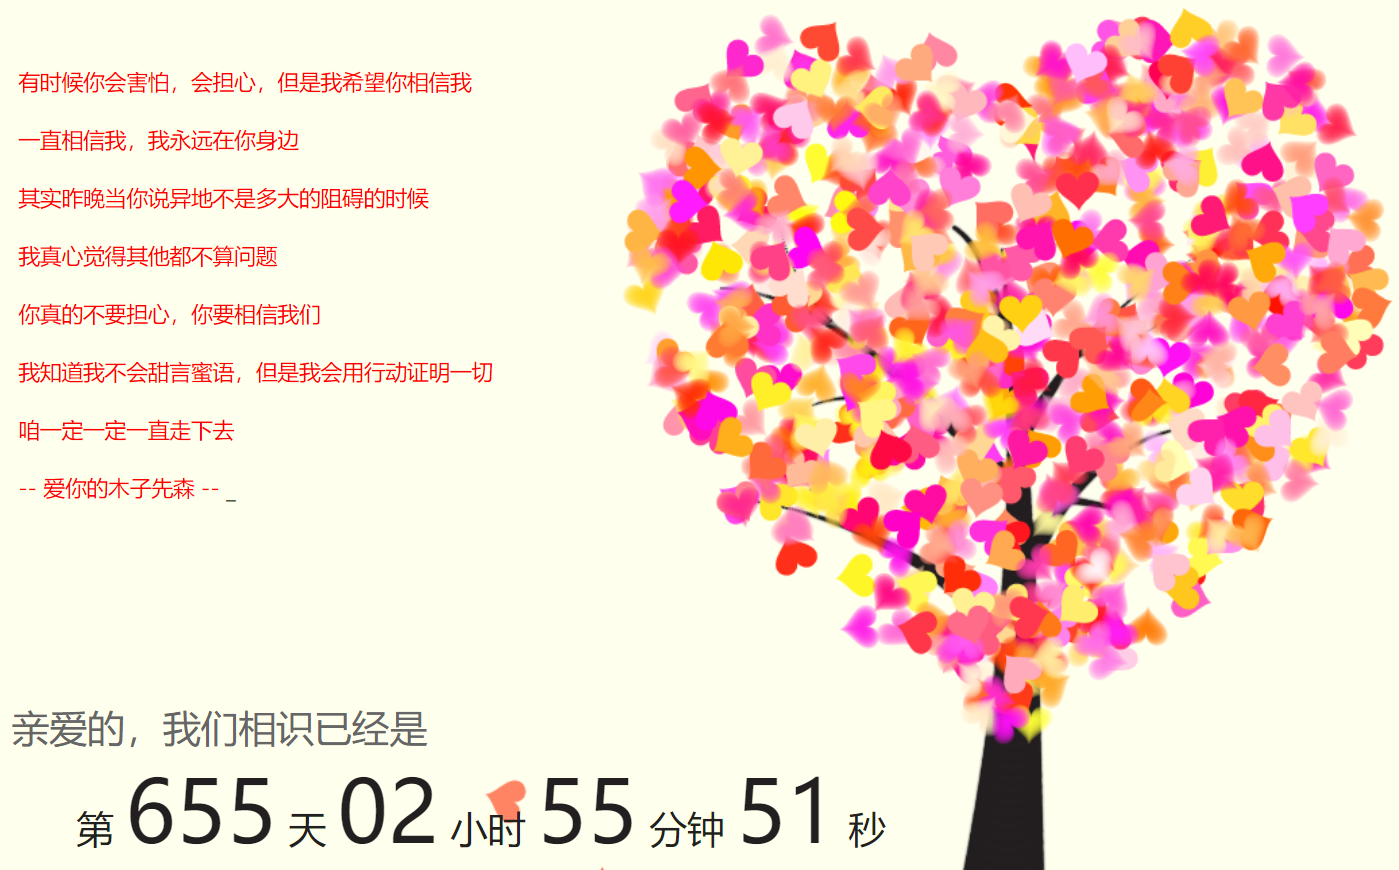 有时候你会害怕，会担心，但是我希望你相信我
一直相信我，我永远在你身边
其实昨晚当你说异地不是多大的阻碍的时候
我真心觉得其他都不算问题
你真的不要担心，你要相信我们
我知道我不会甜言蜜语，但是我会用行动证明一切
咱一定一定一直走下去
-- 爱你的木子先森 -- _
亲爱的，我们相识已经是
第 655 天 02 小时 55 分钟 51 秒